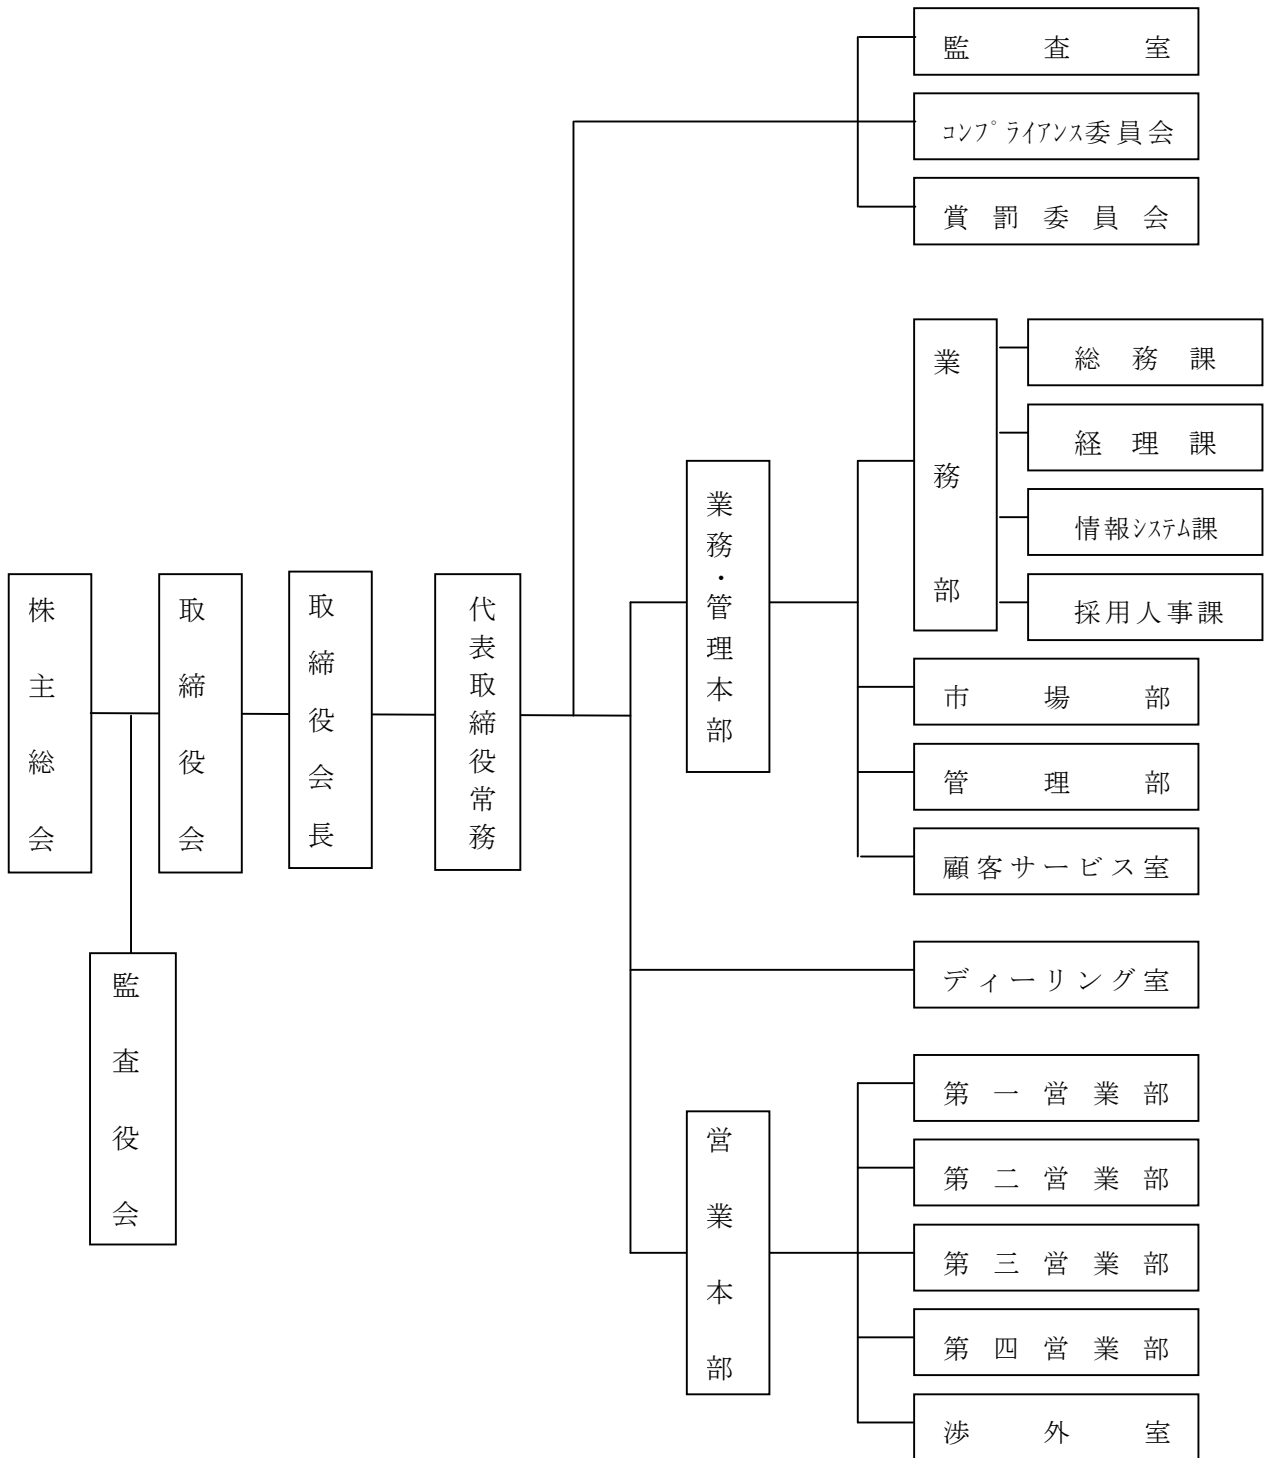 監査室
コンプライアンス委員会
賞罰委員会
業務部
総務課
経理課
情報システム課
採用人事課
業務・管理本部
株主総会
取締役会
取締役会長
代表取締役常務
市場部
管理部
顧客サービス室
監査役会
ディーリング室
営業本部
第一営業部
第二営業部
第三営業部
第四営業部
渉外室